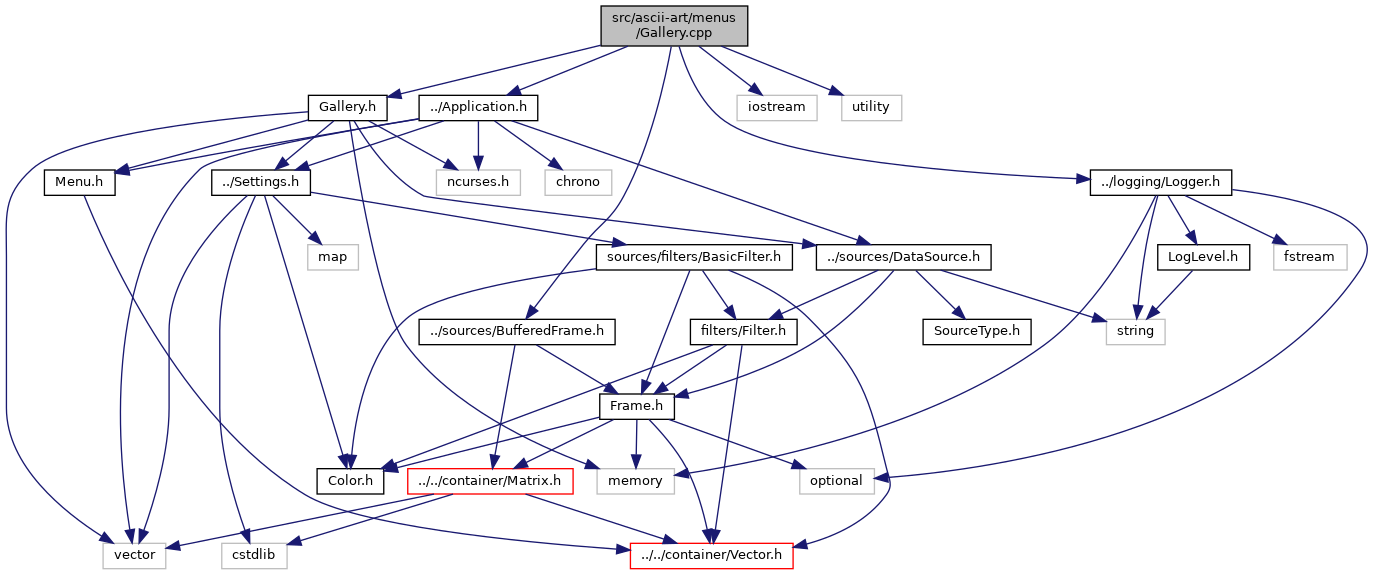 src/ascii-art/menus
/Gallery.cpp
Gallery.h
../Application.h
iostream
utility
Menu.h
../Settings.h
ncurses.h
chrono
../logging/Logger.h
map
sources/filters/BasicFilter.h
../sources/DataSource.h
LogLevel.h
fstream
../sources/BufferedFrame.h
filters/Filter.h
SourceType.h
string
Frame.h
Color.h
../../container/Matrix.h
memory
optional
vector
cstdlib
../../container/Vector.h